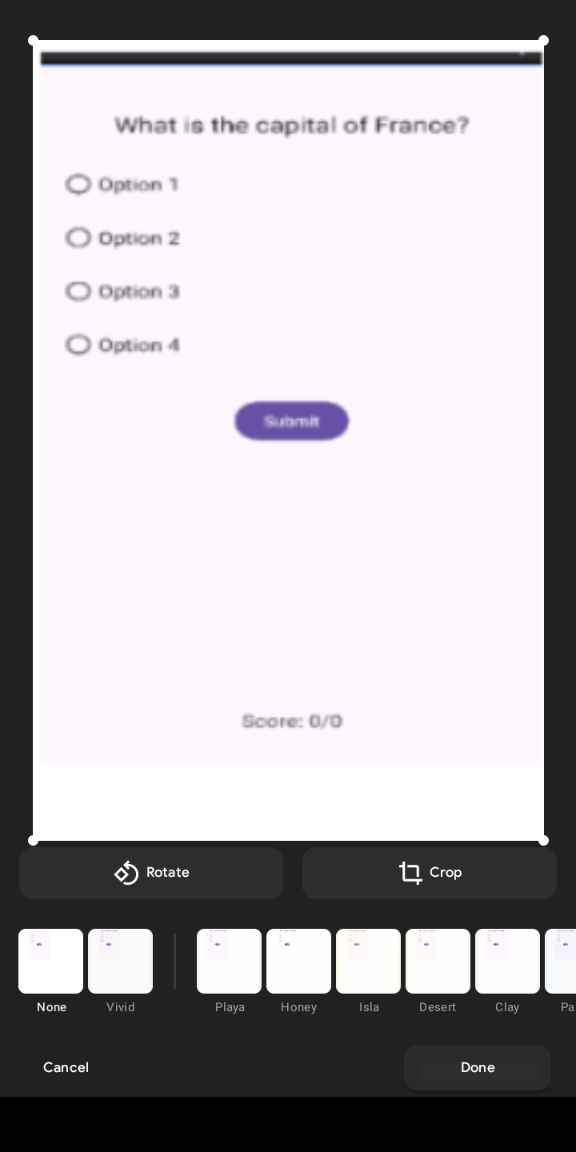 What is the capital of France?
Option 1
Option 2
Option 3
Option 4
Submit
Score: 0/0
Rotate
Crop
None
Vivid
Playa
Honey
Isla
Desert
Clay
Pa
Cancel
Done